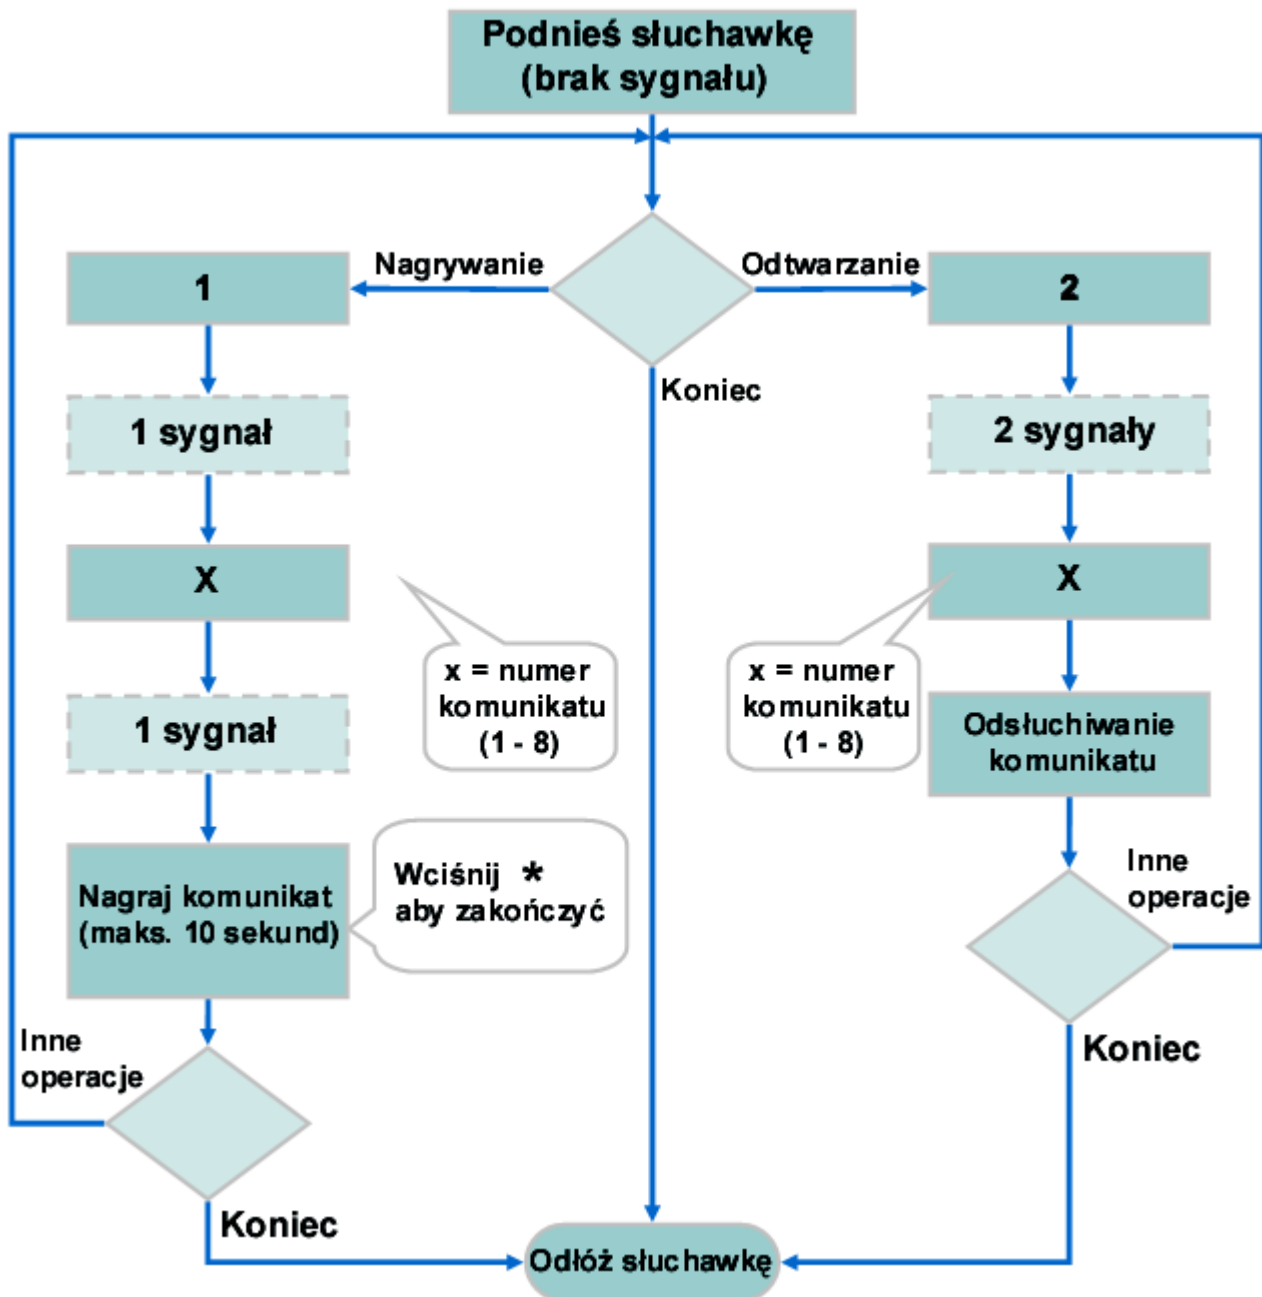 Podnieś słuchawkę
(brak sygnału)
Nagrywanie
Odtwarzanie
1
2
Koniec
1 sygnał
2 sygnały
X
X
x = numer
komunikatu
(1 - 8)
x = numer
komunikatu
(1 - 8)
1 sygnał
Odsłuchiwanie
komunikatu
Nagraj komunikat
(maks. 10 sekund)
Wciśnij *
aby zakończyć
Inne
operacje
Koniec
Inne
operacje
Koniec
Odłóż słuchawkę